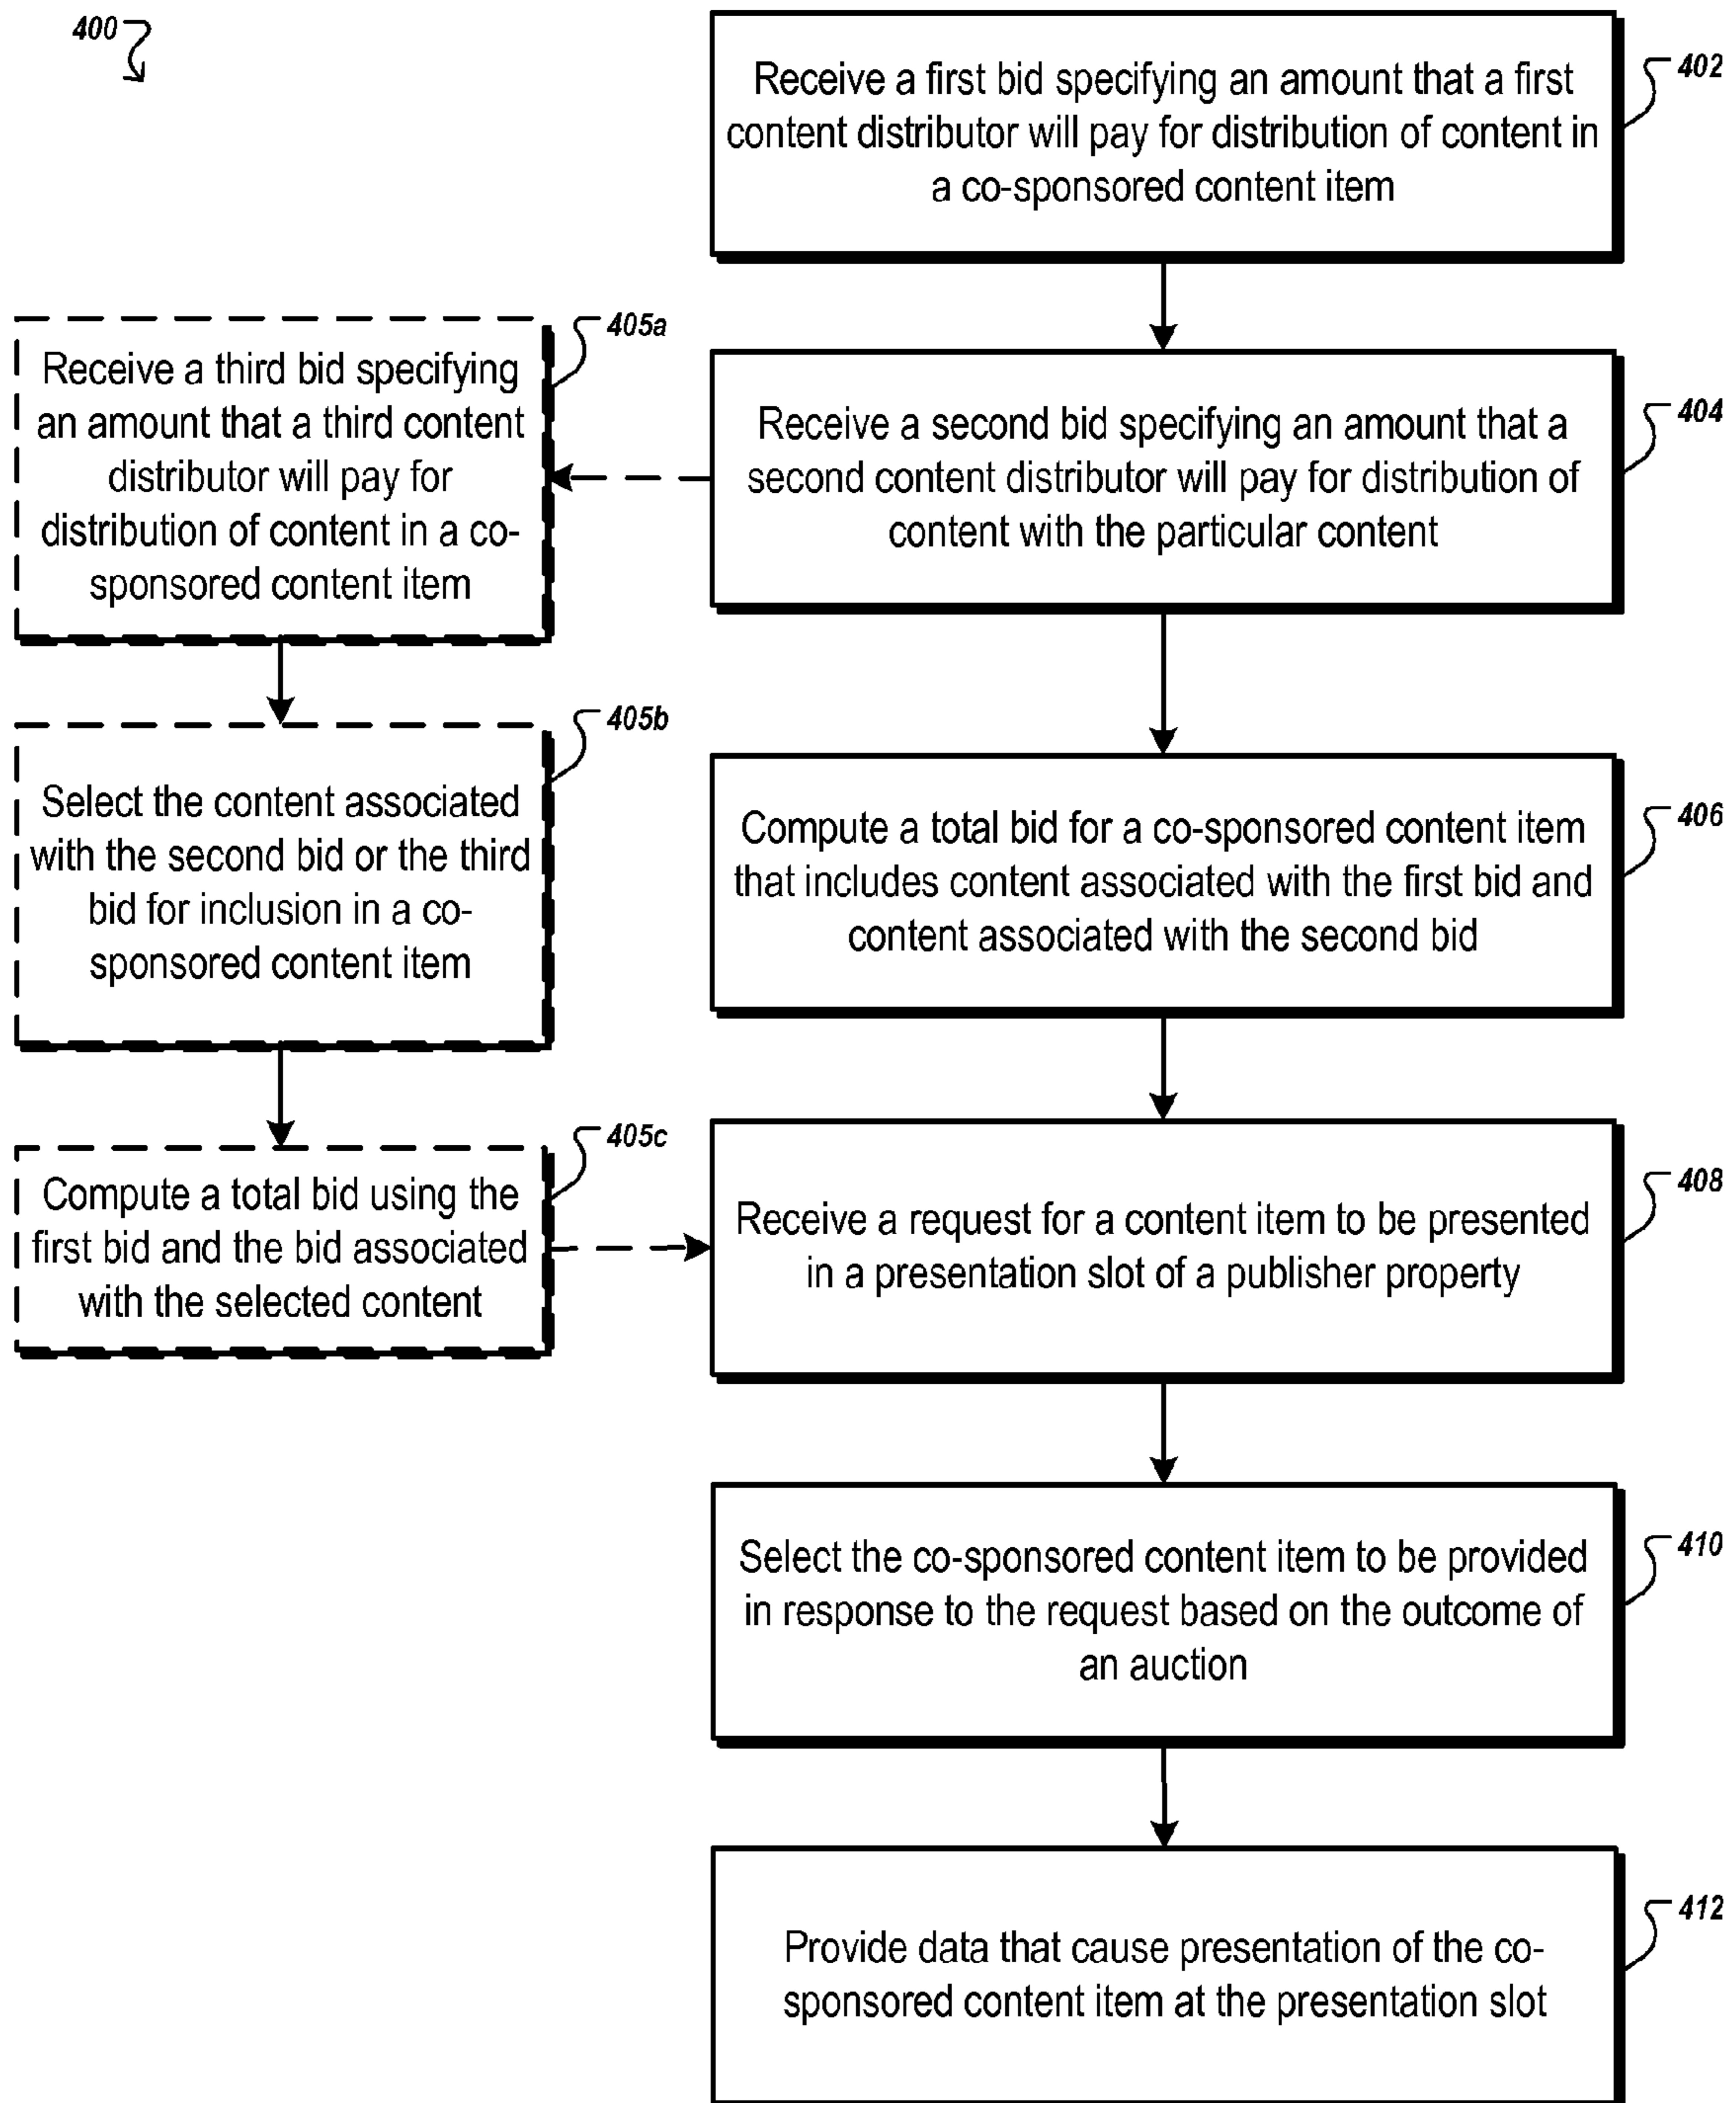 400
Receive a first bid specifying an amount that a first
content distributor will pay for distribution of content in
a co-sponsored content item
402
Receive a third bid specifying
an amount that a third content
distributor will pay for
distribution of content in a co-
sponsored content item
405a
Receive a second bid specifying an amount that a
second content distributor will pay for distribution of
content with the particular content
404
Select the content associated
with the second bid or the third
bid for inclusion in a co-
sponsored content item
405b
Compute a total bid for a co-sponsored content item
that includes content associated with the first bid and
content associated with the second bid
406
Compute a total bid using the
first bid and the bid associated
with the selected content
405c
Receive a request for a content item to be presented
in a presentation slot of a publisher property
408
Select the co-sponsored content item to be provided
in response to the request based on the outcome of
an auction
410
Provide data that cause presentation of the co-
sponsored content item at the presentation slot
412